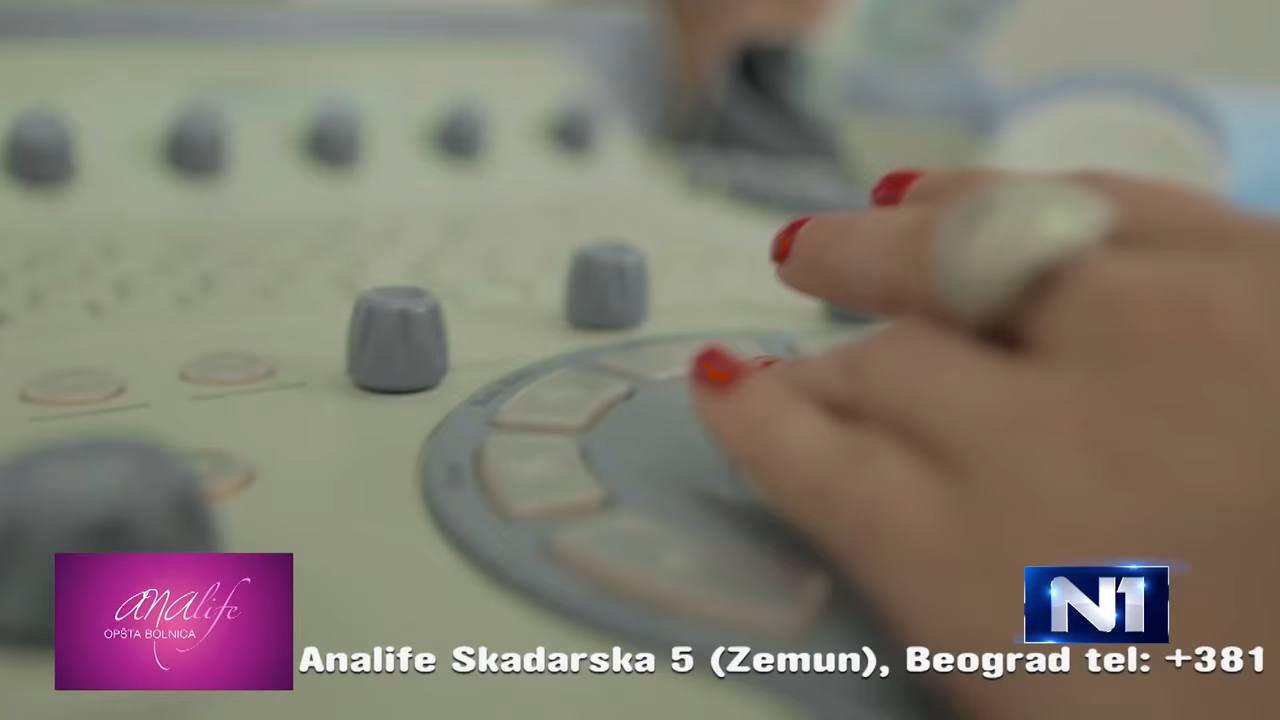 analife
OPŠTA BOLNICA
N1
Analife Skadarska 5 (Zemun), Beograd tel: +381